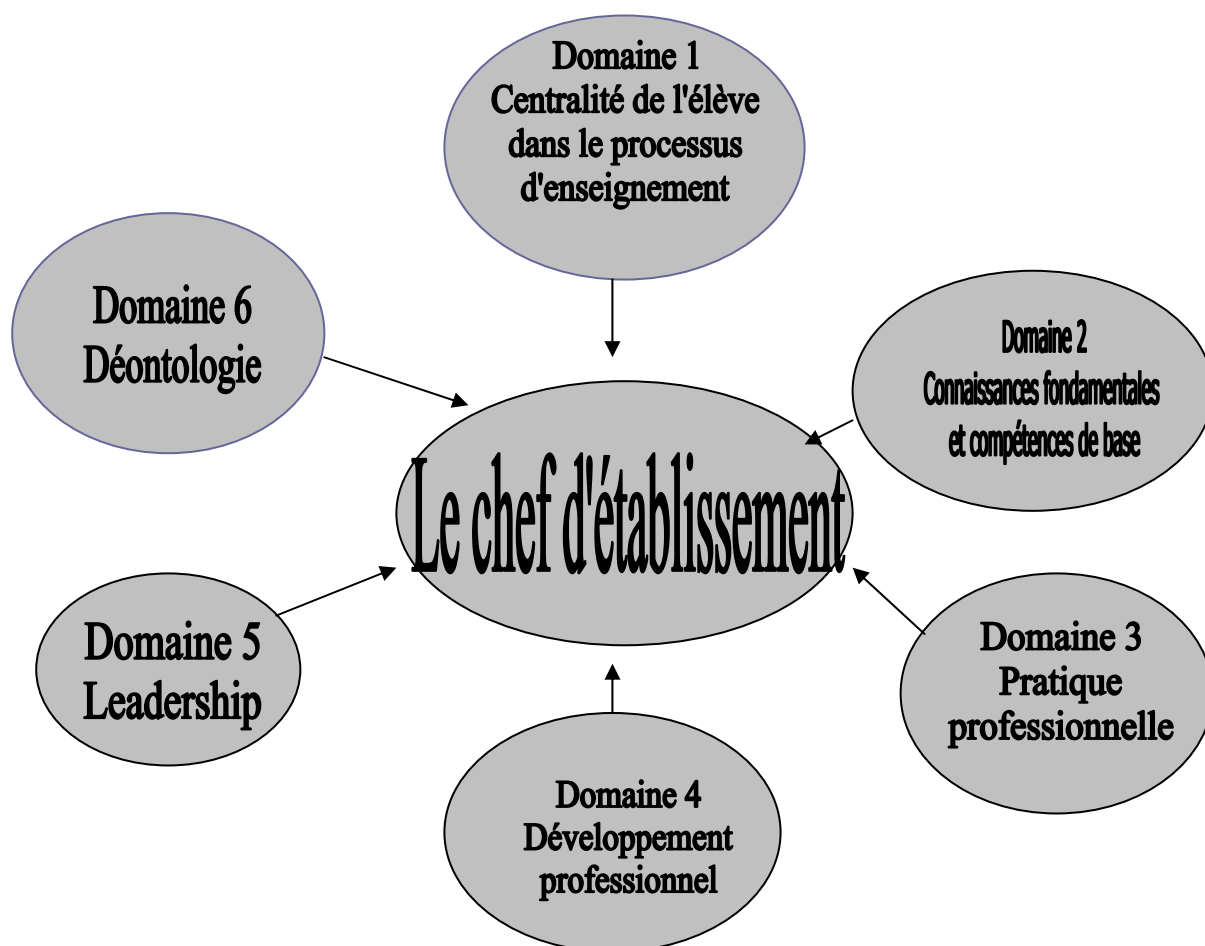 Domaine 1
Centralité de l'élève
dans le processus
d'enseignement
Domaine 6
Déontologie
Domaine 2
Connaissances fondamentales
et compétences de base
Le chef d'établissement
Domaine 5
Leadership
Domaine 3
Pratique
professionnelle
Domaine 4
Développement
professionnel